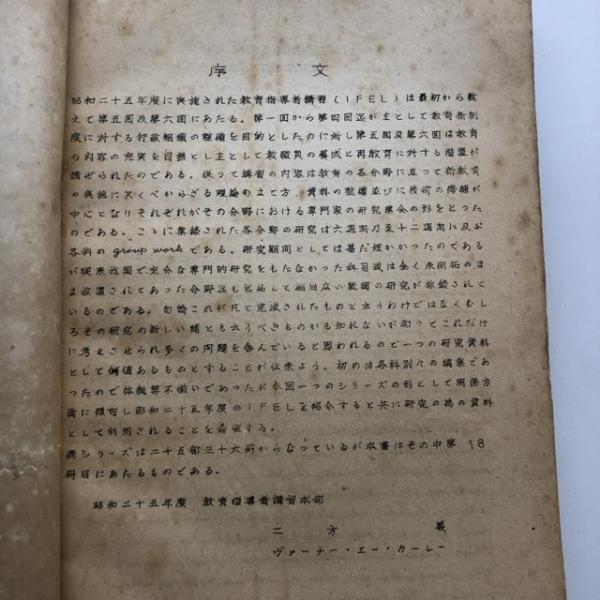 序文
昭和二十五年度に実施された教育指導者講習(IFEL)は最初から数
えて第五回及第六回にあたる。第一回から第四回迄が主として教育新制
度に対する行政組織の整備を目的としたのに対し第五回及第六回は教育
の内容の充実を目標とし主として教職員の養成と再教育に対する措置が
講ぜられたのである。従って講習の内容は教育の各分野に亘って新教育
の実施に欠くべからざる理論的立て方、資料の整備並びに技術の修練が
中心となりそれぞれがその分野における専門家の研究集会の形をとった
のである。こゝに集録された各分野の研究は六週間乃至十二週間に及ぶ
各科の group work である。研究期間としては甚だ短かかったのである
が従来我国で充分な専門的研究をもたなかった科目或は全く未開拓のま
ま放置されてあった分野迄も包括して相当広い範囲の研究が収録されて
いるのである。勿論これが凡て完成されたものと云うわけではなくむし
ろその研究の新しい緒とも云うべきものかも知れないが而ってこれだけ
に考えさせられ多くの問題を含んでいると思われるので一つの研究資料
として価値あるものとすることが出来よう。初めは各科別々の編集であ
ったので体裁等不揃いであったが今回一つのシリーズの形として関係方
面に頒布し昭和二十五年度のIFELを紹介すると共に研究の為の資料
として利用されることを希望する。
尚シリーズは二十五部三十六冊からなっているが本書はその中第 18
冊目にあたるものである。
昭和二十五年度 教育指導者講習本部
二方 義
ヴァーナー・エー・カーレー